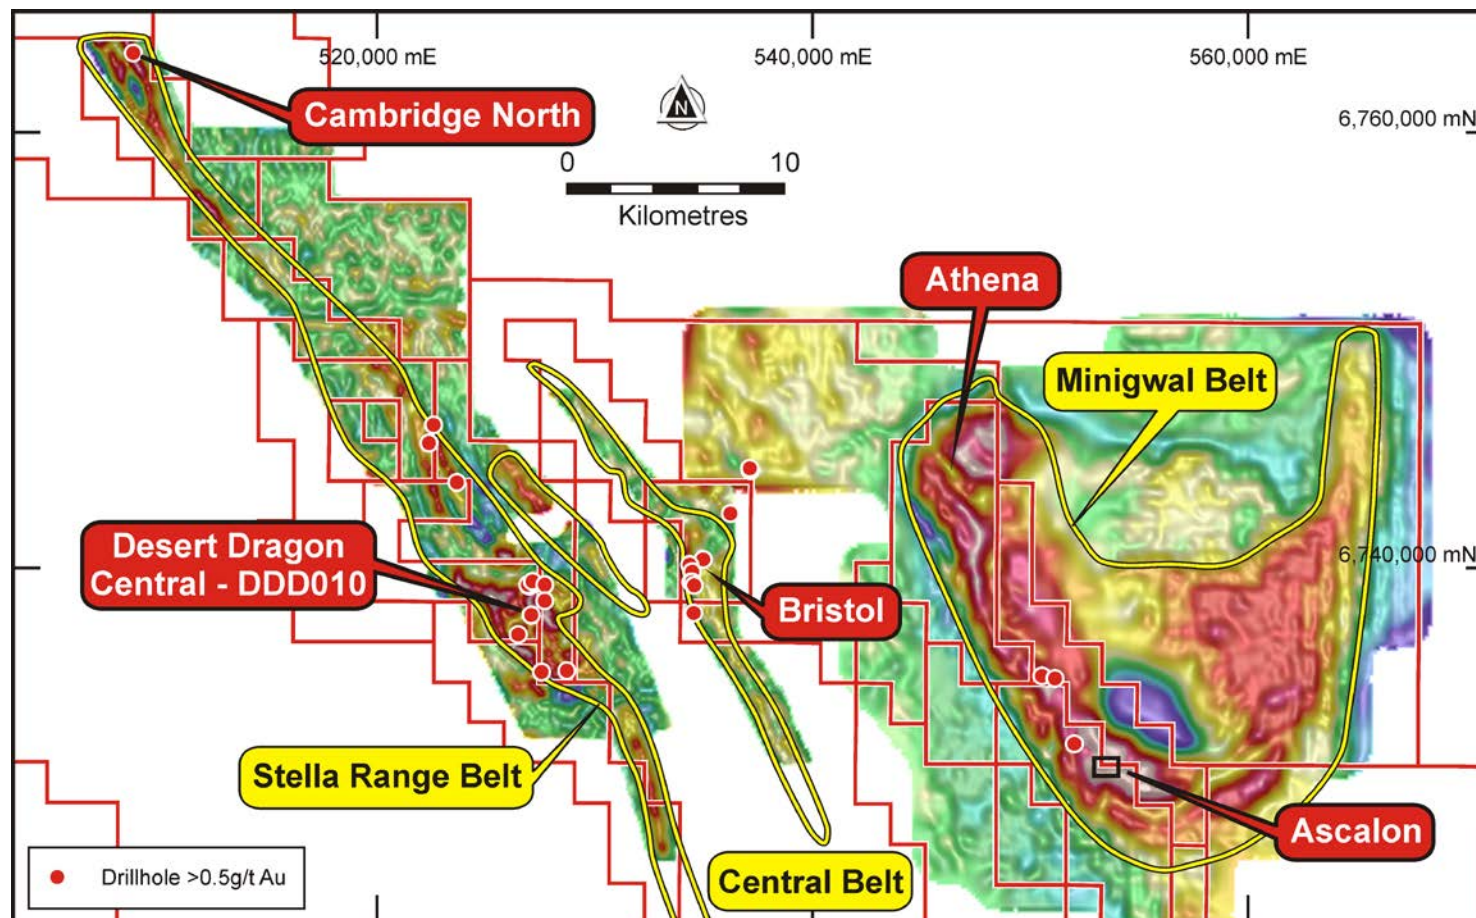 520,000 mE
540,000 mE
560,000 mE
Cambridge North
N
6,760,000 mN
0 10
Kilometres
Athena
Minigwal Belt
Desert Dragon
Central - DDD010
6,740,000 mN
Bristol
Stella Range Belt
Ascalon
Central Belt
Drillhole >0.5g/t Au